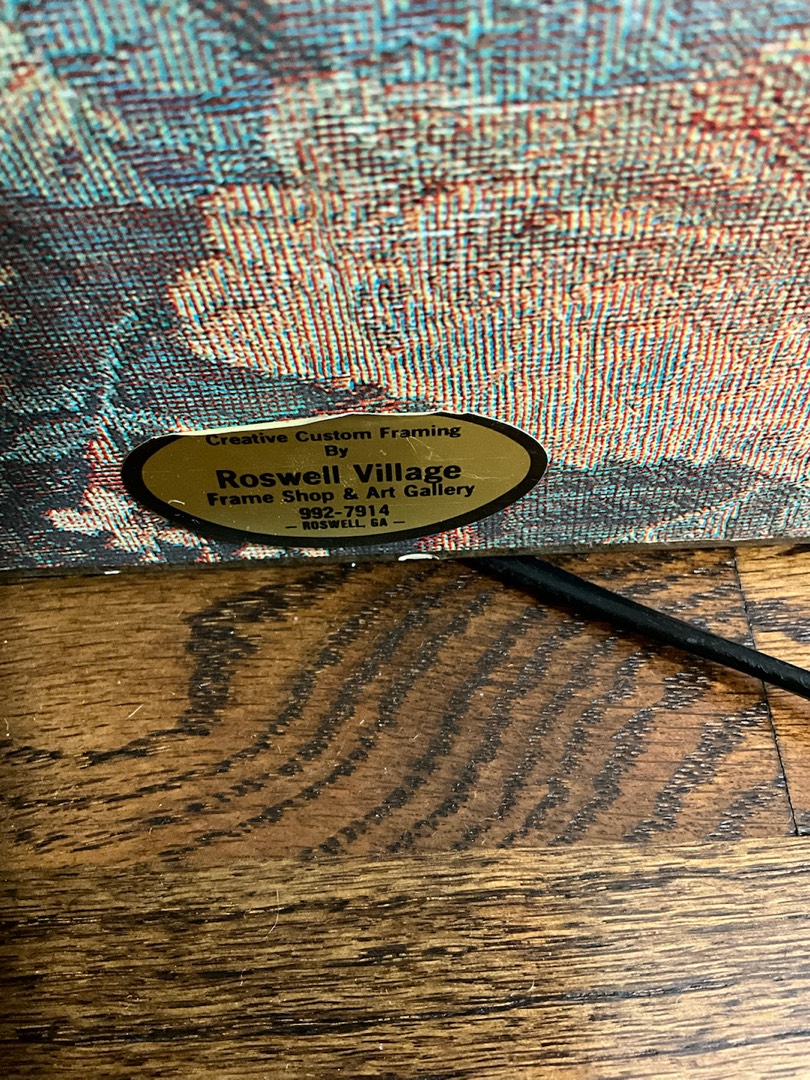 Creative Custom Framing
By
Roswell Village
Frame Shop & Art Gallery
992-7914
— ROSWELL, GA —